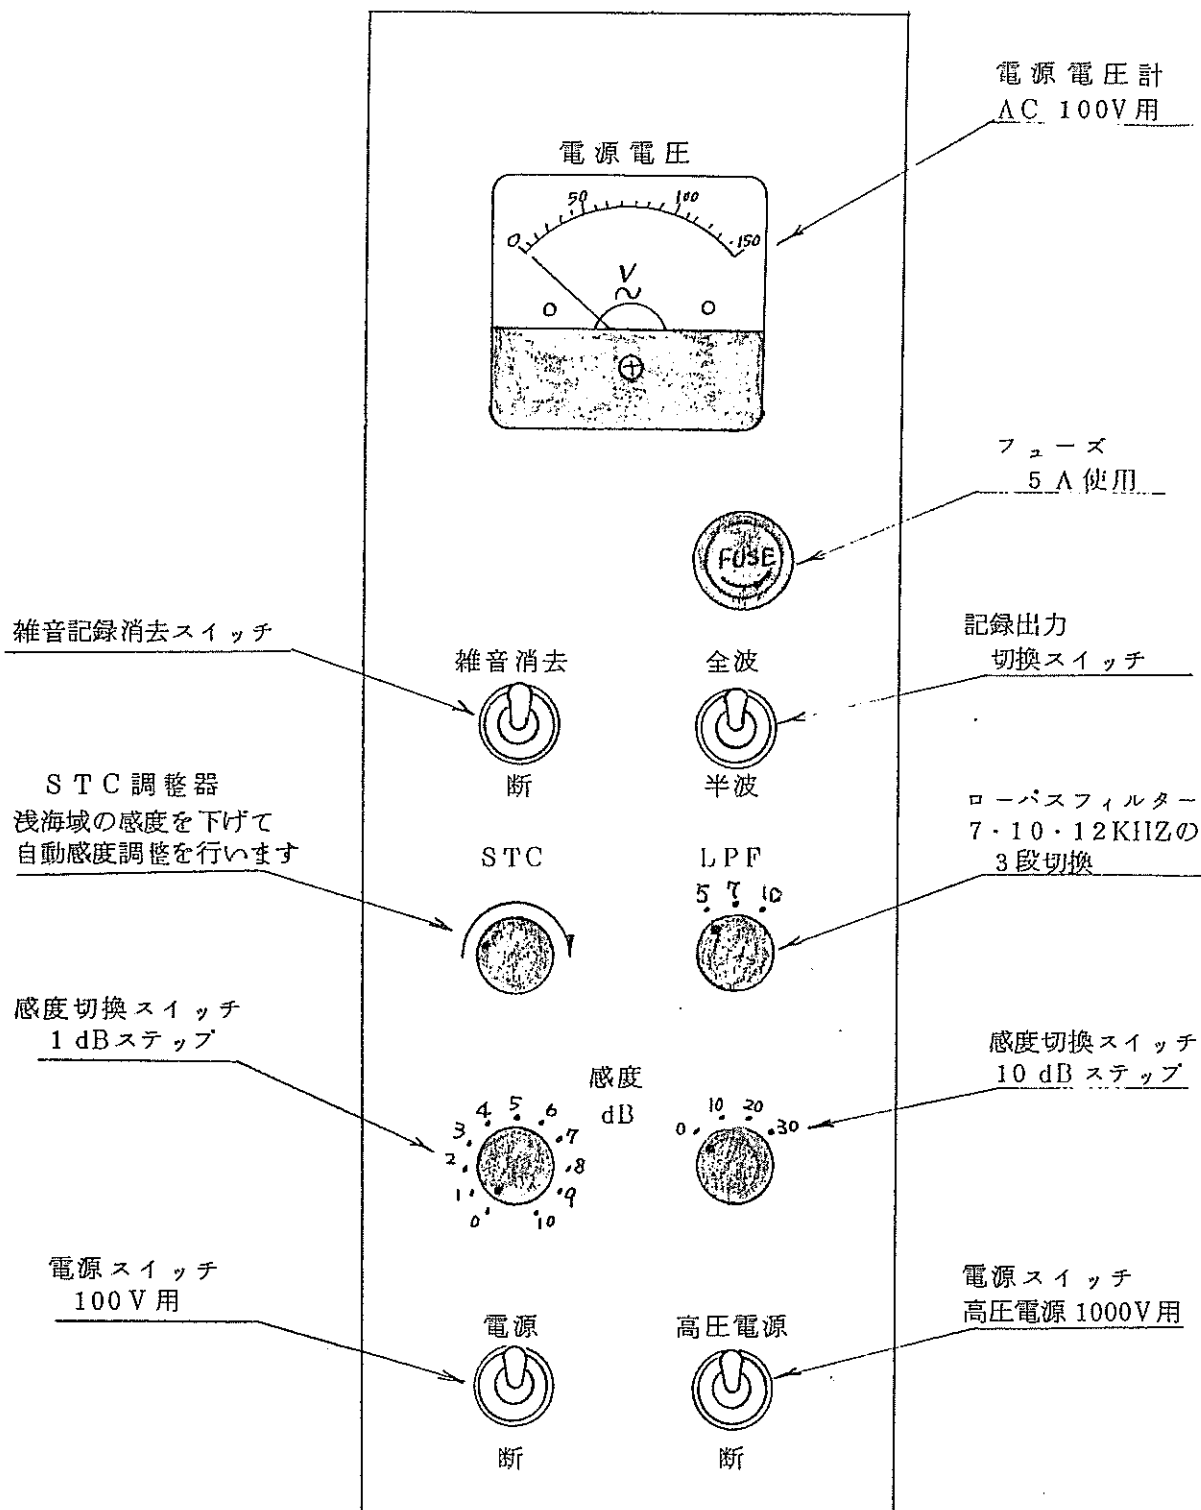 電源電圧計
AC 100V用
電源電圧
0 50 100 150
V
フューズ
5A使用
FUSE
雑音記録消去スイッチ
雑音消去
断
全波
半波
記録出力
切換スイッチ
STC調整器
浅海域の感度を下げて
自動感度調整を行います
STC
LPF
5 7 10
ローパスフィルター
7・10・12KHZの
3段切換
感度切換スイッチ
1dBステップ
感度
dB
0 1 2 3 4 5 6 7 8 9 10
0 10 20 30
感度切換スイッチ
10dBステップ
電源スイッチ
100V用
電源
断
高圧電源
断
電源スイッチ
高圧電源1000V用